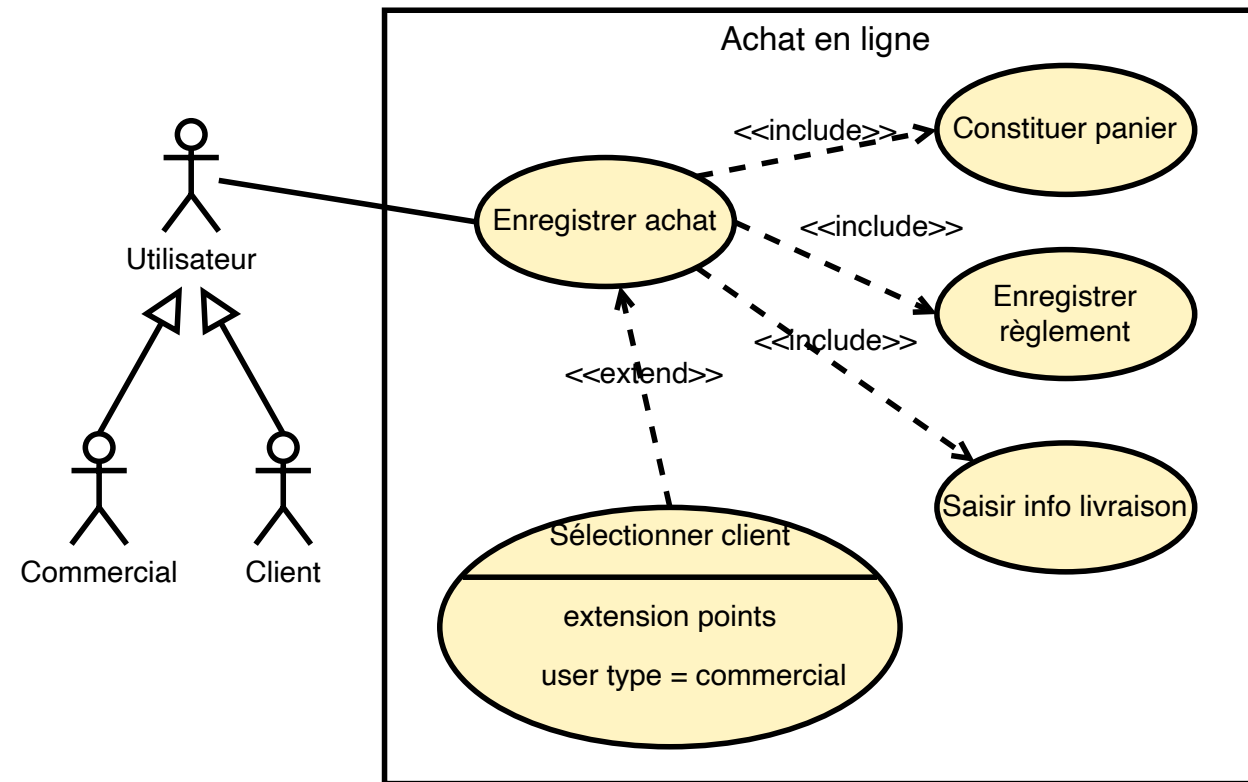 Achat en ligne
<<include>>
Constituer panier
Enregistrer achat
<<include>>
Utilisateur
Enregistrer
règlement
<<include>>
<<extend>>
Saisir info livraison
Sélectionner client
Commercial
Client
extension points
user type = commercial